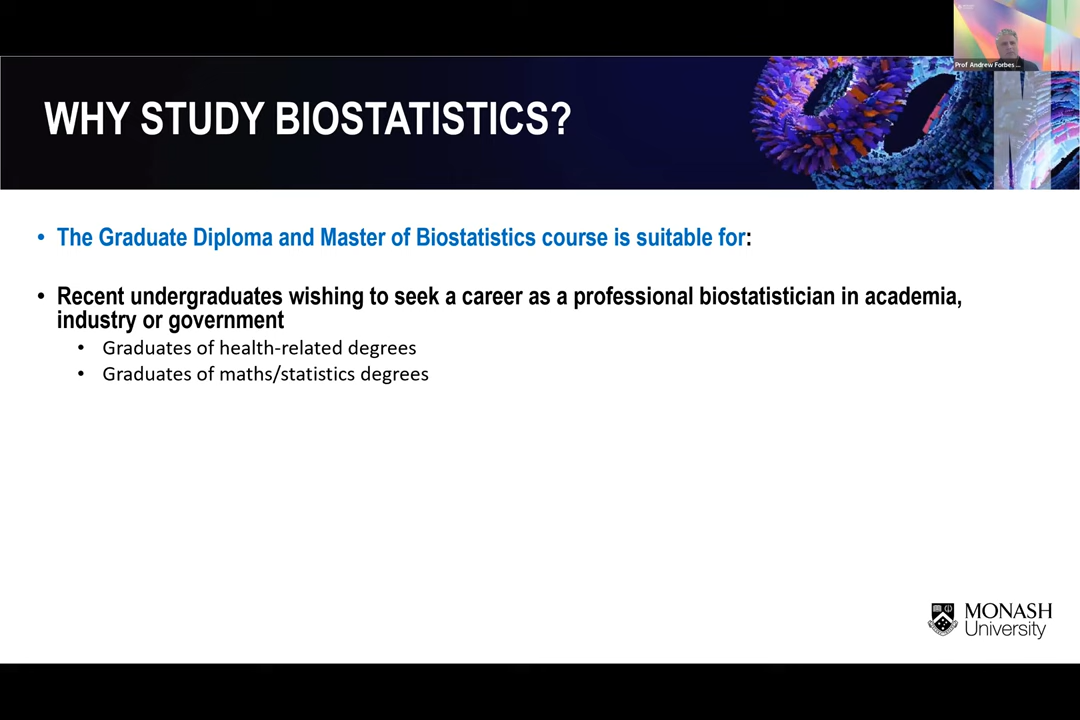 Prof Andrew Forbes ...
WHY STUDY BIOSTATISTICS?
• The Graduate Diploma and Master of Biostatistics course is suitable for:
• Recent undergraduates wishing to seek a career as a professional biostatistician in academia,
industry or government
• Graduates of health-related degrees
• Graduates of maths/statistics degrees
MONASH
University